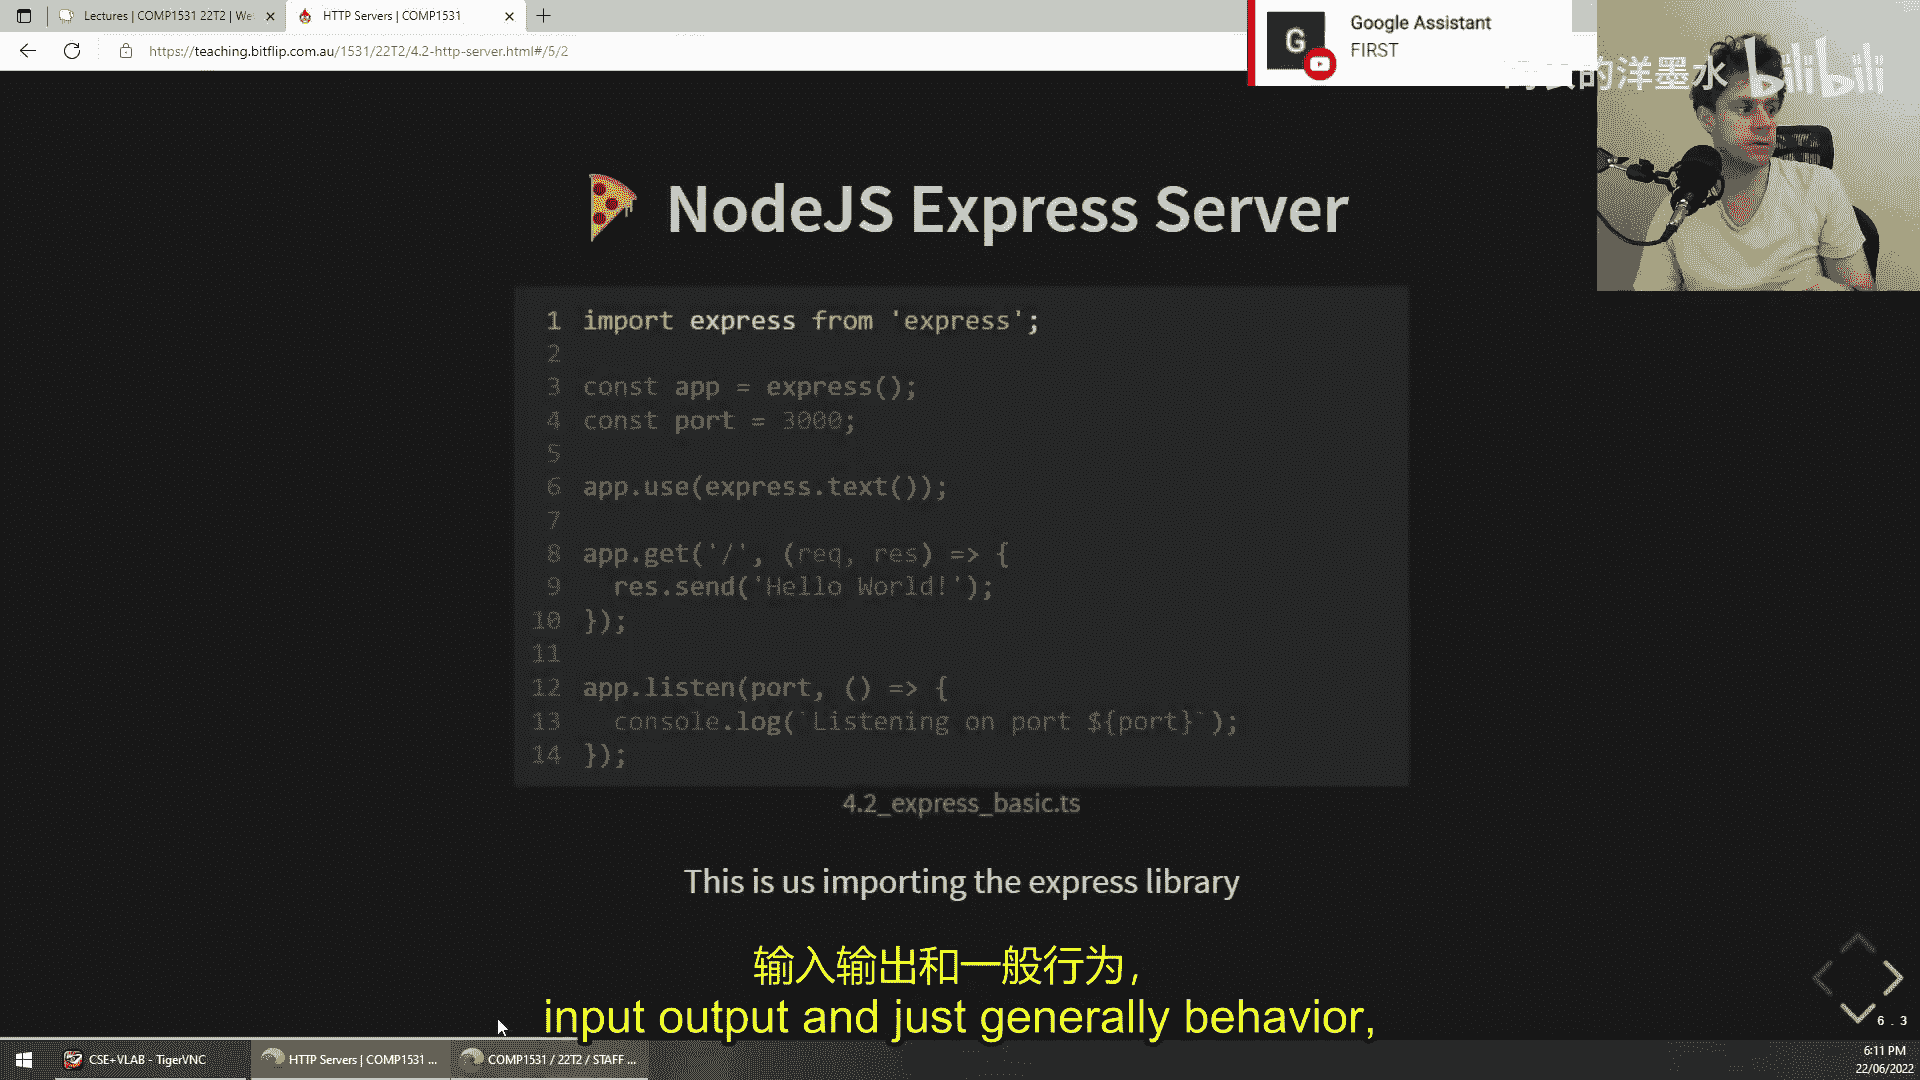 Lectures | COMP1531 22T2 | We
HTTP Servers | COMP1531
https://teaching.bitflip.com.au/1531/22T2/4.2-http-server.html#/5/2
G
Google Assistant
FIRST
的洋墨水
bilibili
NodeJS Express Server
1 import express from 'express';
2
3 const app = express();
4 const port = 3000;
5
6 app.use(express.text());
7
8 app.get('/', (req, res) => {
9 res.send('Hello World!');
10 });
11
12 app.listen(port, () => {
13 console.log(`Listening on port ${port}`);
14 });
4.2_express_basic.ts
This is us importing the express library
输入输出和一般行为，
input output and just generally behavior,
6.3
CSE+VLAB - TigerVNC
HTTP Servers | COMP1531 ...
COMP1531 / 22T2 / STAFF ...
6:11 PM
22/06/2022